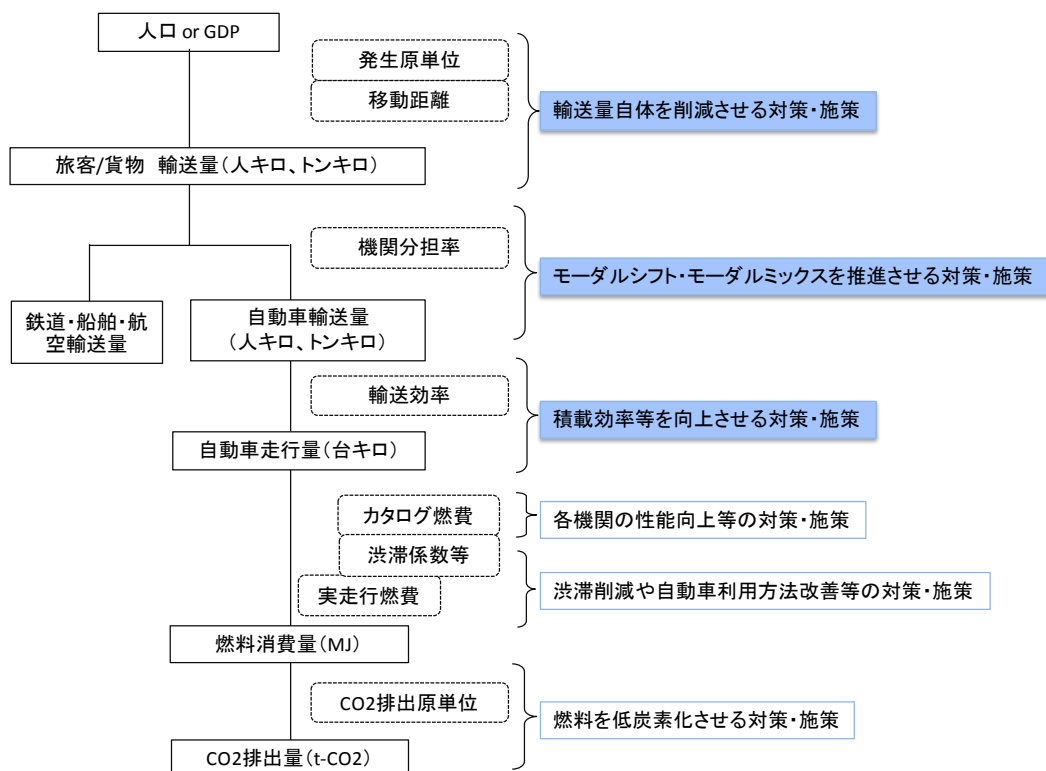 人口 or GDP
発生原単位
移動距離
輸送量自体を削減させる対策・施策
旅客/貨物 輸送量(人キロ、トンキロ)
機関分担率
モーダルシフト・モーダルミックスを推進させる対策・施策
鉄道・船舶・航
空輸送量
自動車輸送量
(人キロ、トンキロ)
輸送効率
積載効率等を向上させる対策・施策
自動車走行量(台キロ)
カタログ燃費
各機関の性能向上等の対策・施策
渋滞係数等
実走行燃費
渋滞削減や自動車利用方法改善等の対策・施策
燃料消費量(MJ)
CO2排出原単位
燃料を低炭素化させる対策・施策
CO2排出量(t-CO2)